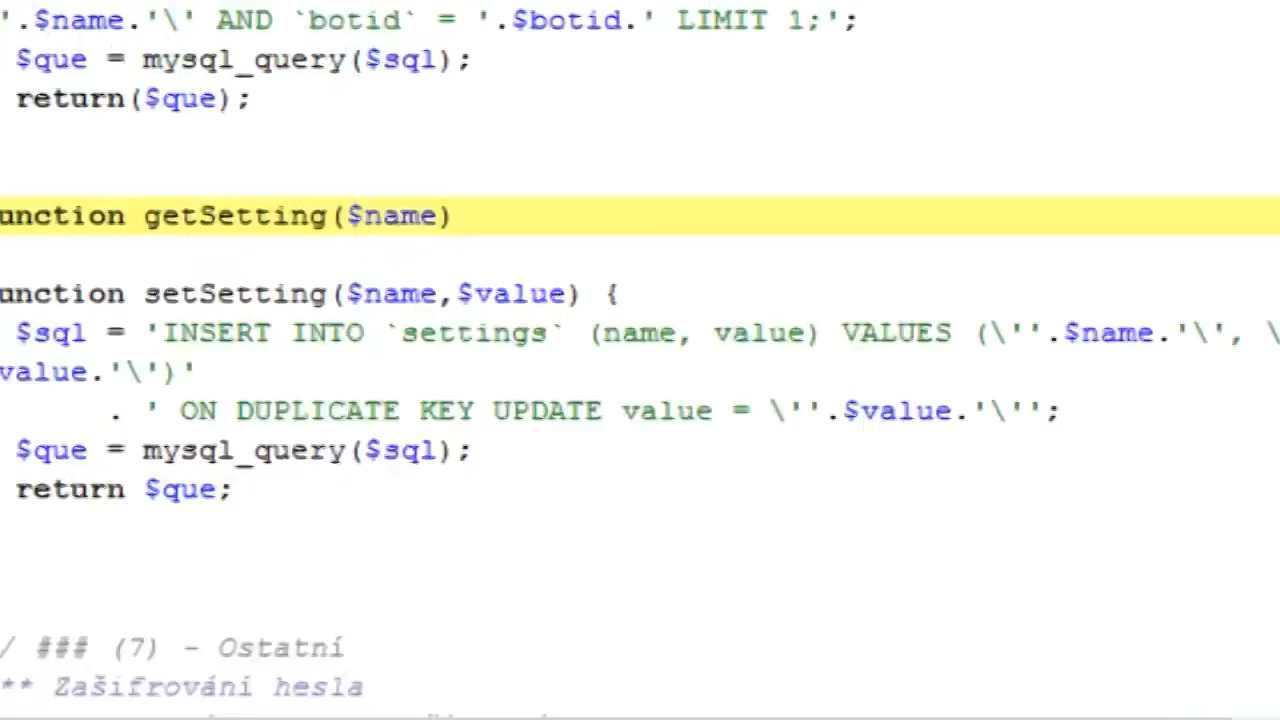 '.$name.'\' AND `botid` = '.$botid.' LIMIT 1;';
$que = mysql_query($sql);
return($que);
unction getSetting($name)
unction setSetting($name,$value) {
$sql = 'INSERT INTO `settings` (name, value) VALUES (\''.$name.'\', \
value.'\')'
. ' ON DUPLICATE KEY UPDATE value = \''.$value.'\'';
$que = mysql_query($sql);
return $que;
/ ### (7) - Ostatní
** Zašifrování hesla